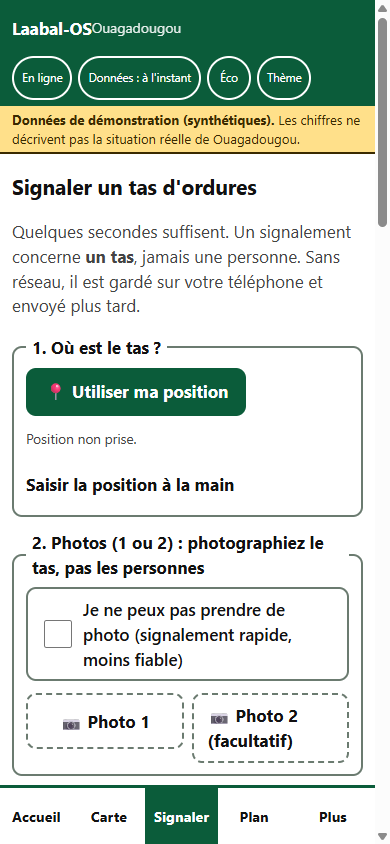 Laabal-OS Ouagadougou
En ligne
Données : à l'instant
Éco
Thème
Données de démonstration (synthétiques). Les chiffres ne
décrivent pas la situation réelle de Ouagadougou.
Signaler un tas d'ordures
Quelques secondes suffisent. Un signalement
concerne un tas, jamais une personne. Sans
réseau, il est gardé sur votre téléphone et
envoyé plus tard.
1. Où est le tas ?
Utiliser ma position
Position non prise.
Saisir la position à la main
2. Photos (1 ou 2) : photographiez le
tas, pas les personnes
Je ne peux pas prendre de
photo (signalement rapide,
moins fiable)
Photo 1
Photo 2
(facultatif)
Accueil
Carte
Signaler
Plan
Plus